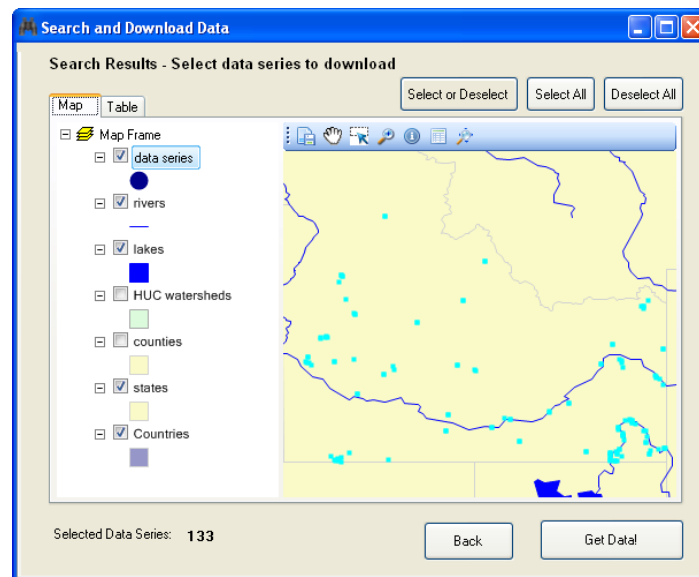 Search and Download Data
Search Results - Select data series to download
Select or Deselect
Select All
Deselect All
Map
Table
Map Frame
data series
rivers
lakes
HUC watersheds
counties
states
Countries
Selected Data Series: 133
Back
Get Data!